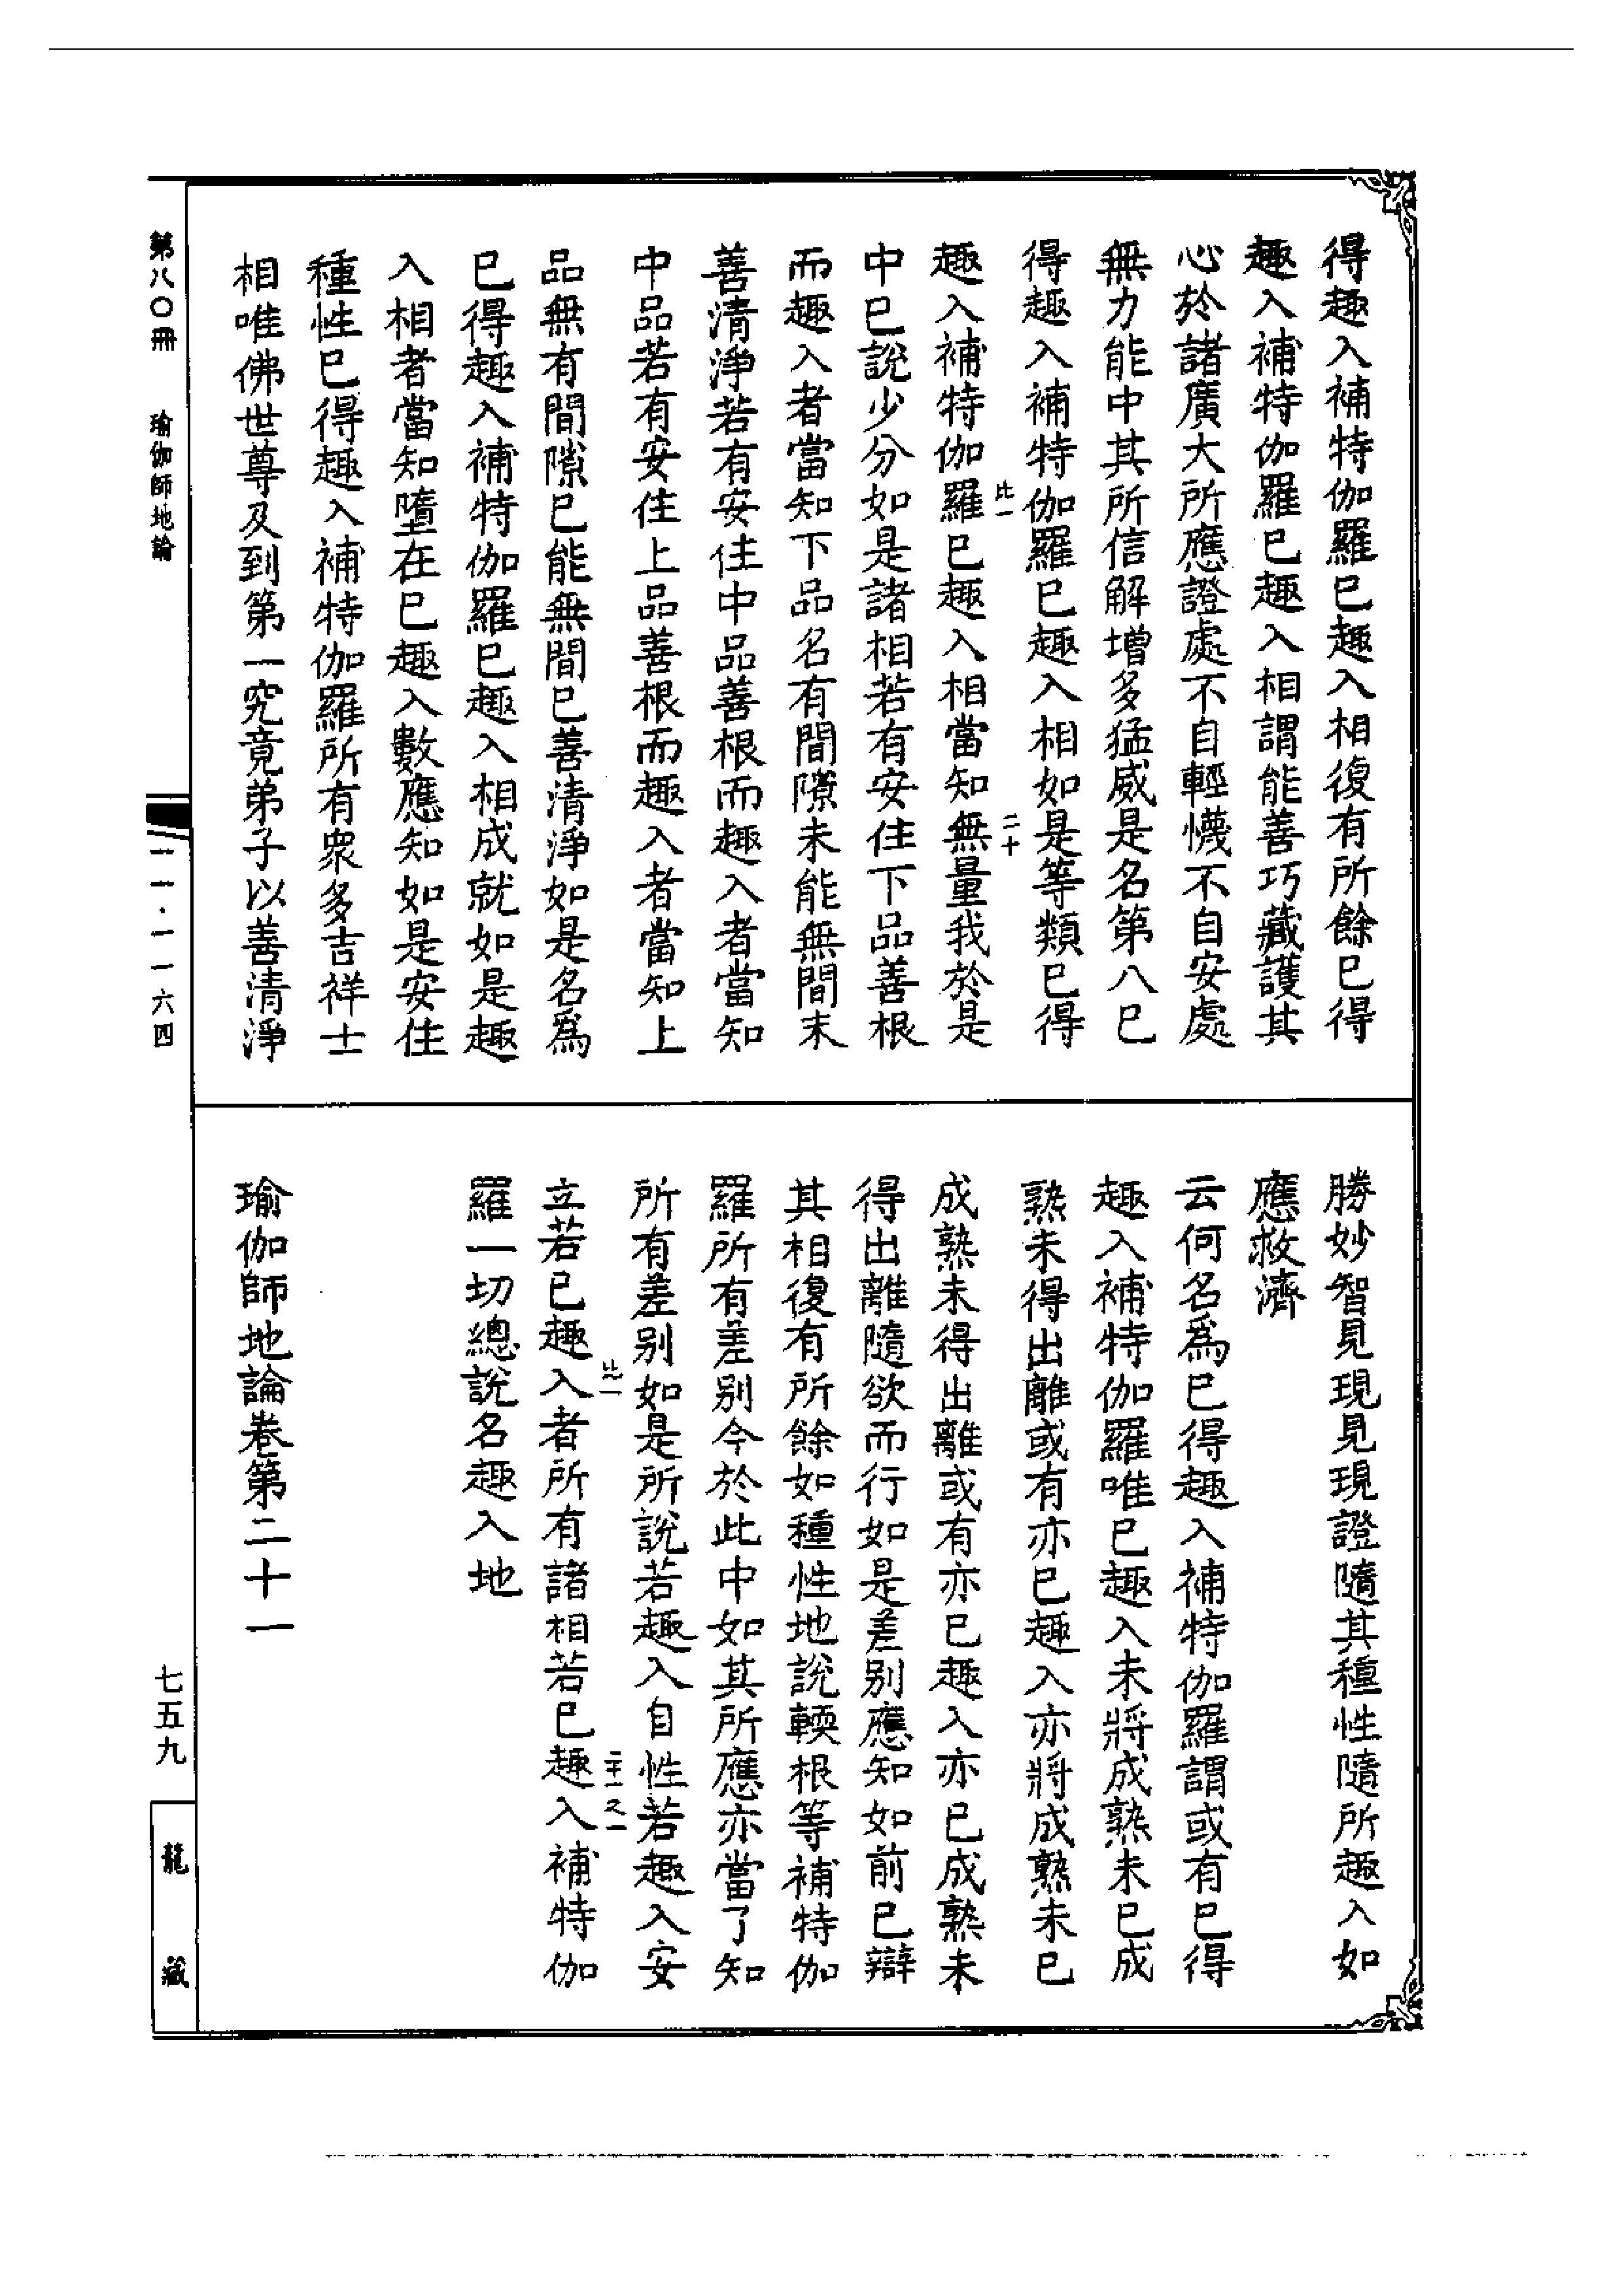 得趣入補特伽羅已趣入相復有所餘已得
趣入補特伽羅已趣入相謂能善巧藏護其
心於諸廣大所應證處不自輕懱不自安處
無力能中其所信解增多猛威是名第八已
得趣入補特伽羅已趣入相如是等類已得
比一
二十
趣入補特伽羅已趣入相當知無量我於是
中已說少分如是諸相若有安住下品善根
而趣入者當知下品名有間隙未能無間末
善清淨若有安住中品善根而趣入者當知
中品若有安住上品善根而趣入者當知上
品無有間隙已能無間已善清淨如是名為
已得趣入補特伽羅已趣入相成就如是趣
入相者當知墮在已趣入數應知如是安住
種性已得趣入補特伽羅所有眾多吉祥士
相唯佛世尊及到第一究竟弟子以善清淨
勝妙智見現見現證隨其種性隨所趣入如
應救濟
云何名為已得趣入補特伽羅謂或有已得
趣入補特伽羅唯已趣入未將成熟未已成
熟未得出離或有亦已趣入亦將成熟未已
成熟未得出離或有亦已趣入亦已成熟未
得出離隨欲而行如是差別應知如前已辯
其相復有所餘如種性地說輭根等補特伽
羅所有差別今於此中如其所應亦當了知
所有差別如是所說若趣入自性若趣入安
比一
立若已趣入者所有諸相若已趣入補特伽
羅一切總說名趣入地
瑜伽師地論卷第二十一
第八〇冊
瑜伽師地論
一一·一一六四
七五九
龍藏